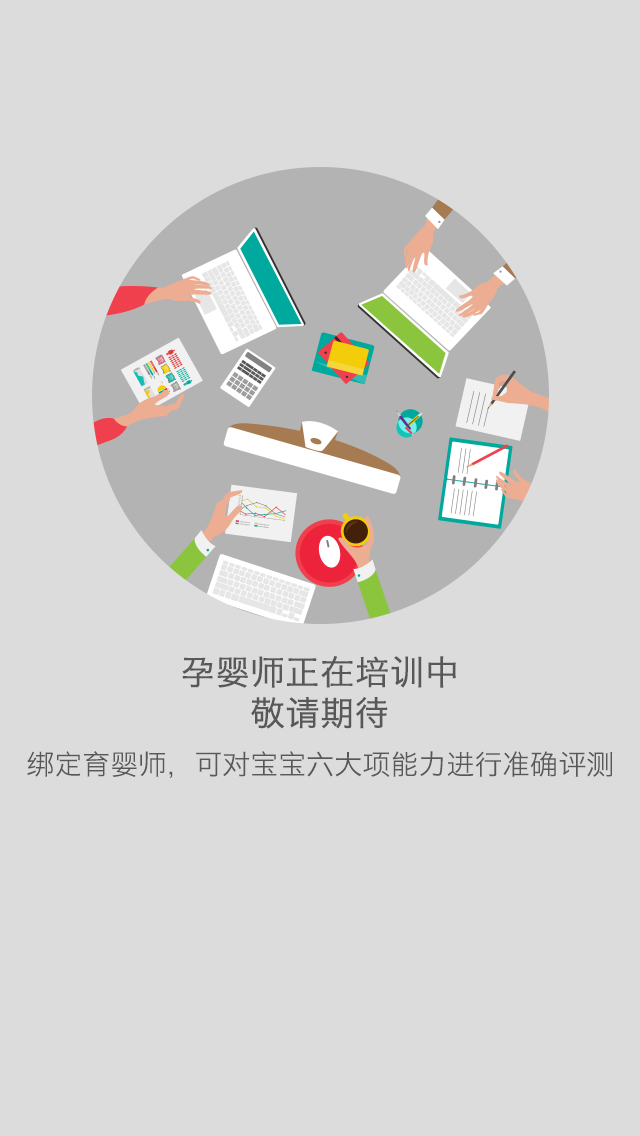 孕婴师正在培训中
敬请期待
绑定育婴师，可对宝宝六大项能力进行准确评测